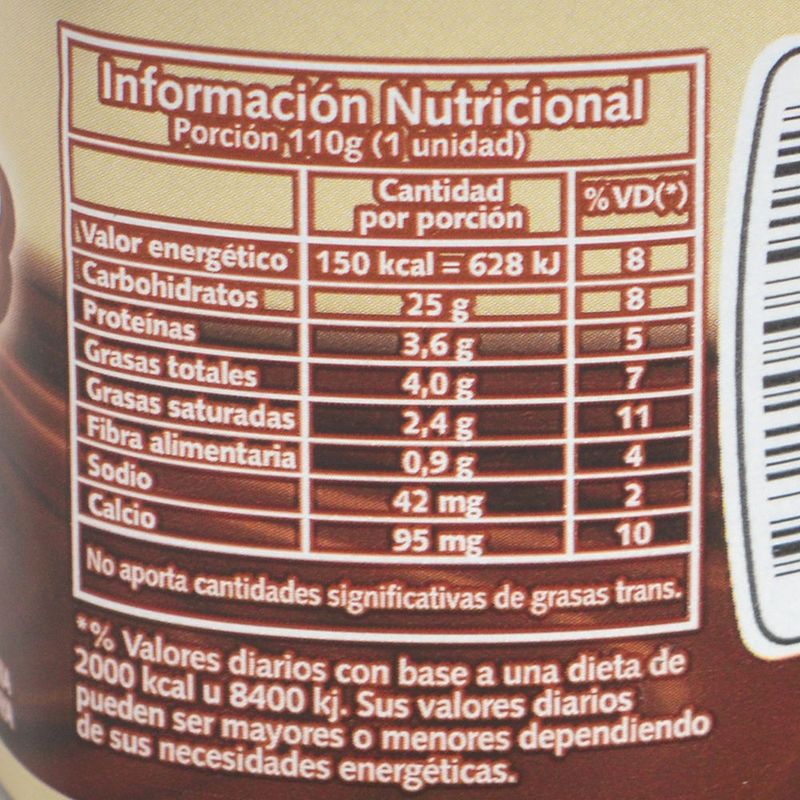 Información Nutricional
Porción 110g (1 unidad)
Cantidad por porción % VD(*)
Valor energético 150 kcal = 628 kJ 8
Carbohidratos 25 g 8
Proteínas 3,6 g 5
Grasas totales 4,0 g 7
Grasas saturadas 2,4 g 11
Fibra alimentaria 0,9 g 4
Sodio 42 mg 2
Calcio 95 mg 10
No aporta cantidades significativas de grasas trans.
*% Valores diarios con base a una dieta de
2000 kcal u 8400 kj. Sus valores diarios
pueden ser mayores o menores dependiendo
de sus necesidades energéticas.